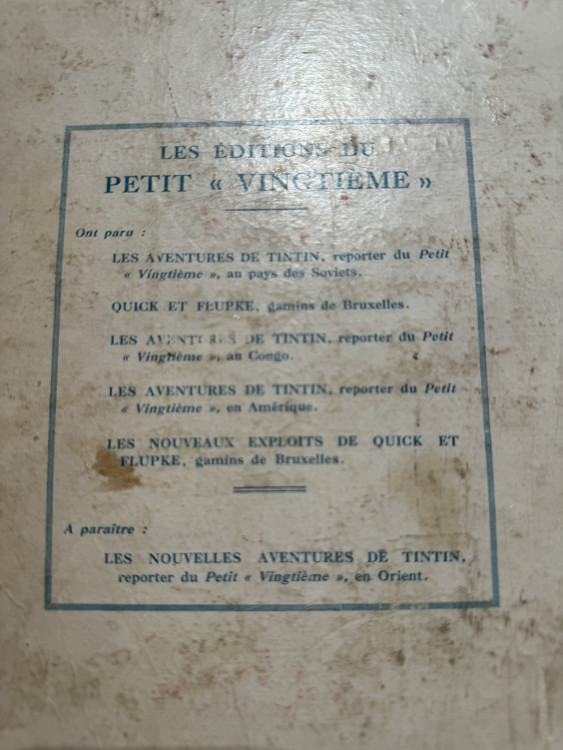 LES ÉDITIONS DU
PETIT « VINGTIÈME »
Ont paru :
LES AVENTURES DE TINTIN, reporter du Petit
« Vingtième », au pays des Soviets.
QUICK ET FLUPKE, gamins de Bruxelles.
LES AVENTURES DE TINTIN, reporter du Petit
« Vingtième », au Congo.
LES AVENTURES DE TINTIN, reporter du Petit
« Vingtième », en Amérique.
LES NOUVEAUX EXPLOITS DE QUICK ET
FLUPKE, gamins de Bruxelles.
A paraître :
LES NOUVELLES AVENTURES DE TINTIN,
reporter du Petit « Vingtième », en Orient.